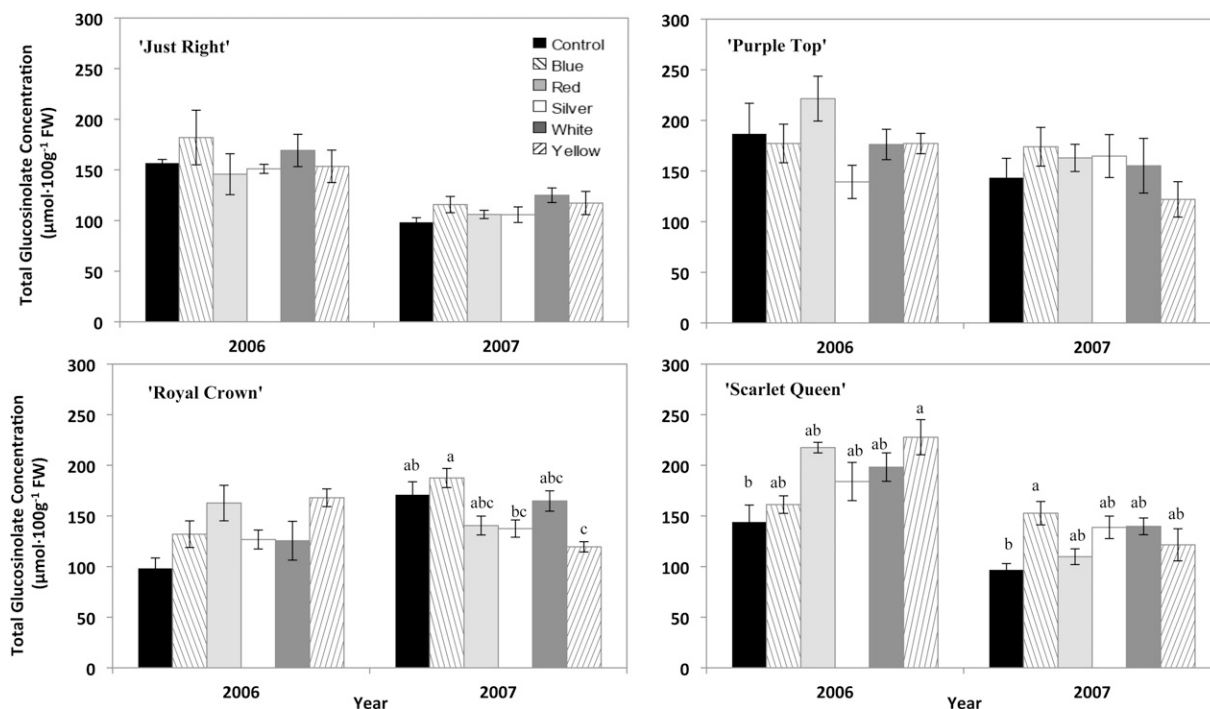 Total Glucosinolate Concentration
(µmol·100g⁻¹ FW)
300
250
200
150
100
50
0
'Just Right'
Control
Blue
Red
Silver
White
Yellow
2006
2007
300
250
200
150
100
50
0
'Purple Top'
2006
2007
Total Glucosinolate Concentration
(µmol·100g⁻¹ FW)
300
250
200
150
100
50
0
'Royal Crown'
ab
a
abc
bc
abc
c
2006
2007
Year
300
250
200
150
100
50
0
'Scarlet Queen'
b
ab
ab
ab
ab
a
b
a
ab
ab
ab
ab
2006
2007
Year